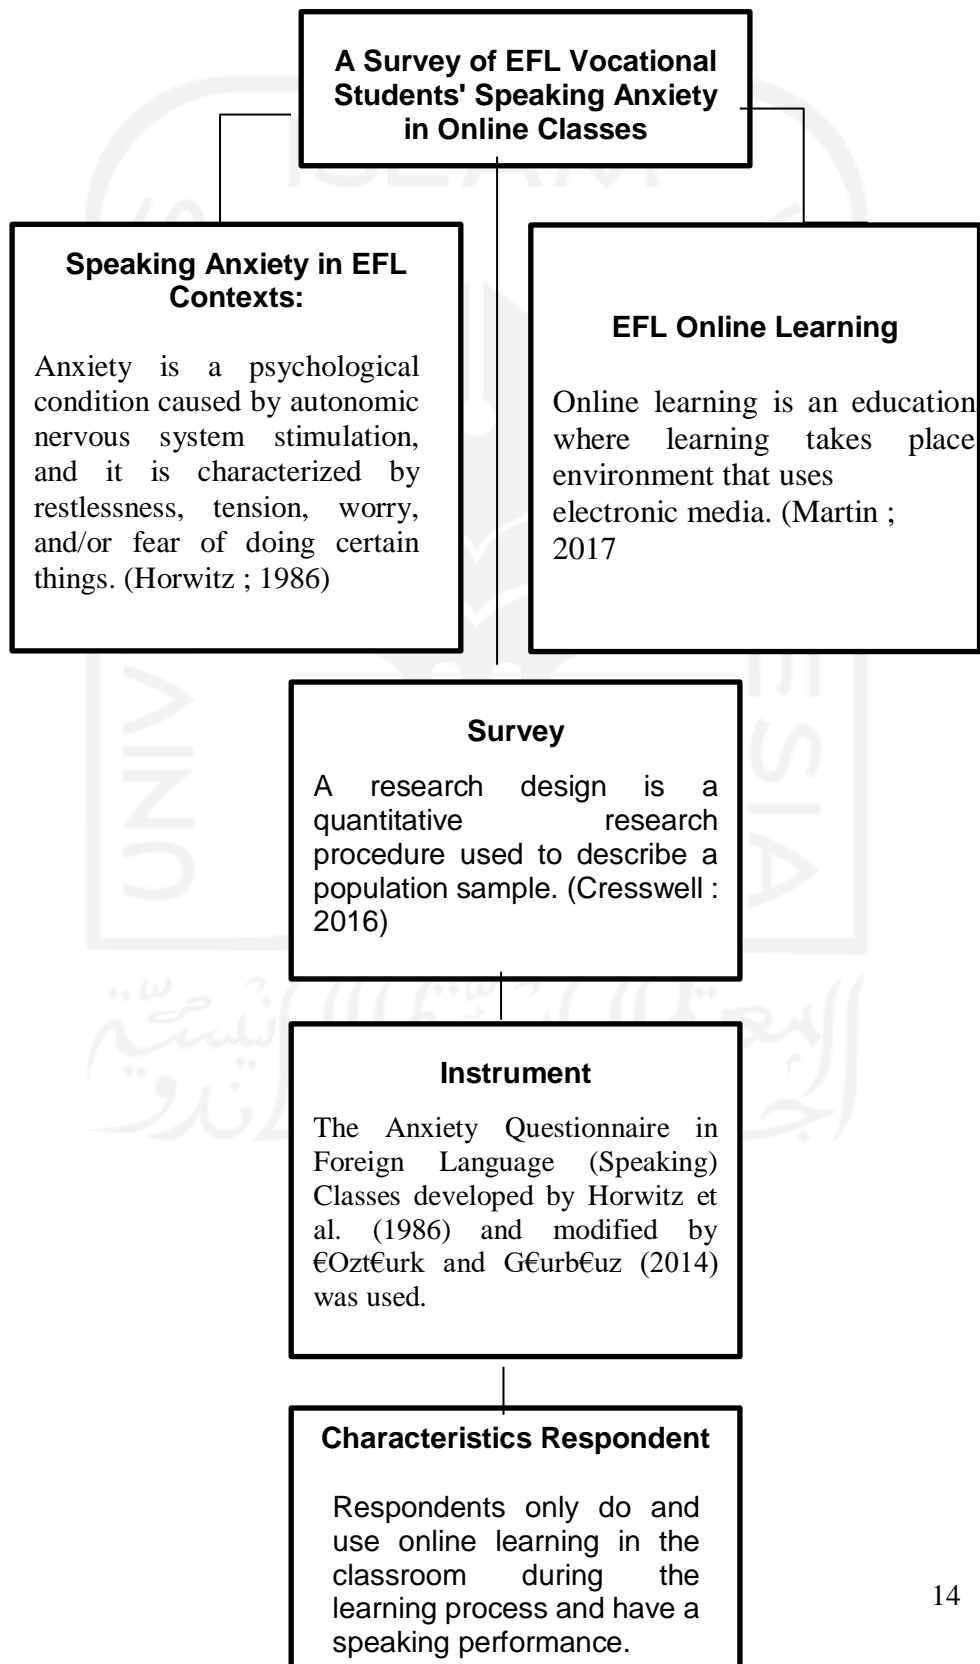 A Survey of EFL Vocational
Students' Speaking Anxiety
in Online Classes
Speaking Anxiety in EFL
Contexts:
Anxiety is a psychological
condition caused by autonomic
nervous system stimulation,
and it is characterized by
restlessness, tension, worry,
and/or fear of doing certain
things. (Horwitz ; 1986)
EFL Online Learning
Online learning is an education
where learning takes place
environment that uses
electronic media. (Martin ;
2017
Survey
A research design is a
quantitative research
procedure used to describe a
population sample. (Cresswell :
2016)
Instrument
The Anxiety Questionnaire in
Foreign Language (Speaking)
Classes developed by Horwitz et
al. (1986) and modified by
€Ozt€urk and G€urb€uz (2014)
was used.
Characteristics Respondent
Respondents only do and
use online learning in the
classroom during the
learning process and have a
speaking performance.
14